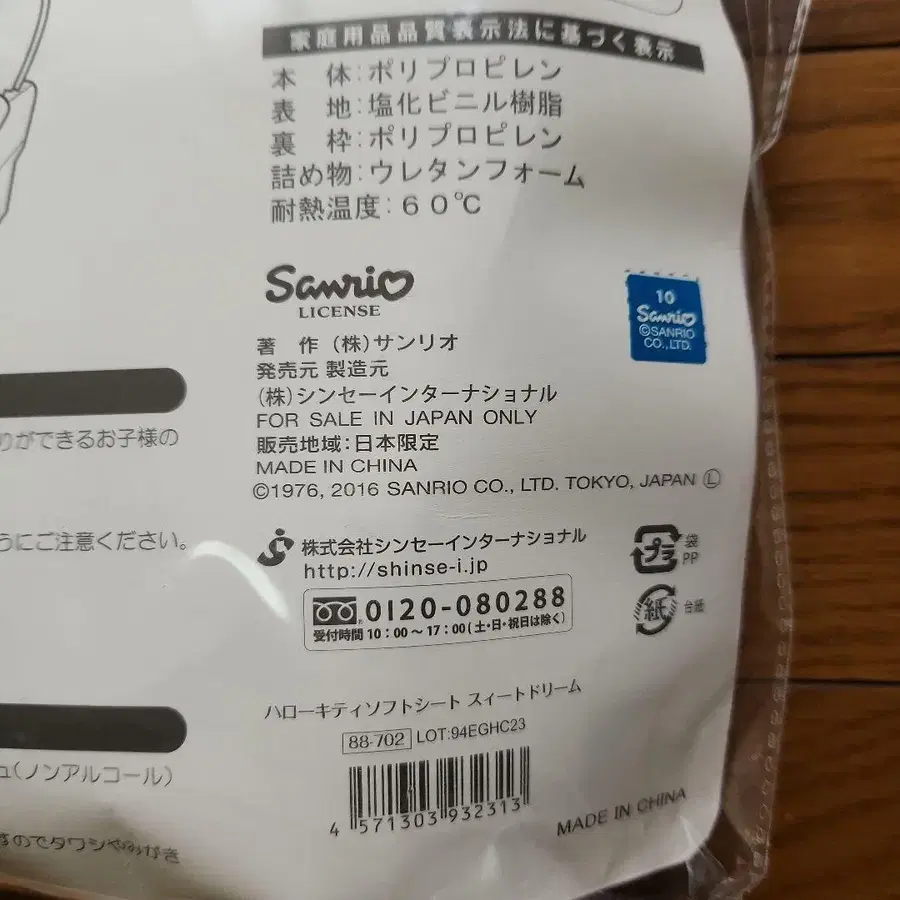 家庭用品品質表示法に基づく表示
本　体:ポリプロピレン
表　地:塩化ビニル樹脂
裏　枠:ポリプロピレン
詰め物:ウレタンフォーム
耐熱温度:60℃
Sanrio
LICENSE
10
Sanrio
©SANRIO
CO.,LTD.
著　作 (株)サンリオ
発売元 製造元
(株)シンセーインターナショナル
FOR SALE IN JAPAN ONLY
販売地域:日本限定
MADE IN CHINA
©1976, 2016 SANRIO CO., LTD. TOKYO, JAPAN Ⓛ
りができるお子様の
うにご注意ください。
株式会社シンセーインターナショナル
http://shinse-i.jp
0120-080288
受付時間 10:00～17:00(土・日・祝日は除く)
プラ
袋
PP
紙
台紙
ハローキティソフトシート スィートドリーム
88-702 LOT:94EGHC23
4 571303 932313
MADE IN CHINA
ュ(ノンアルコール)
すのでタワシやみがき